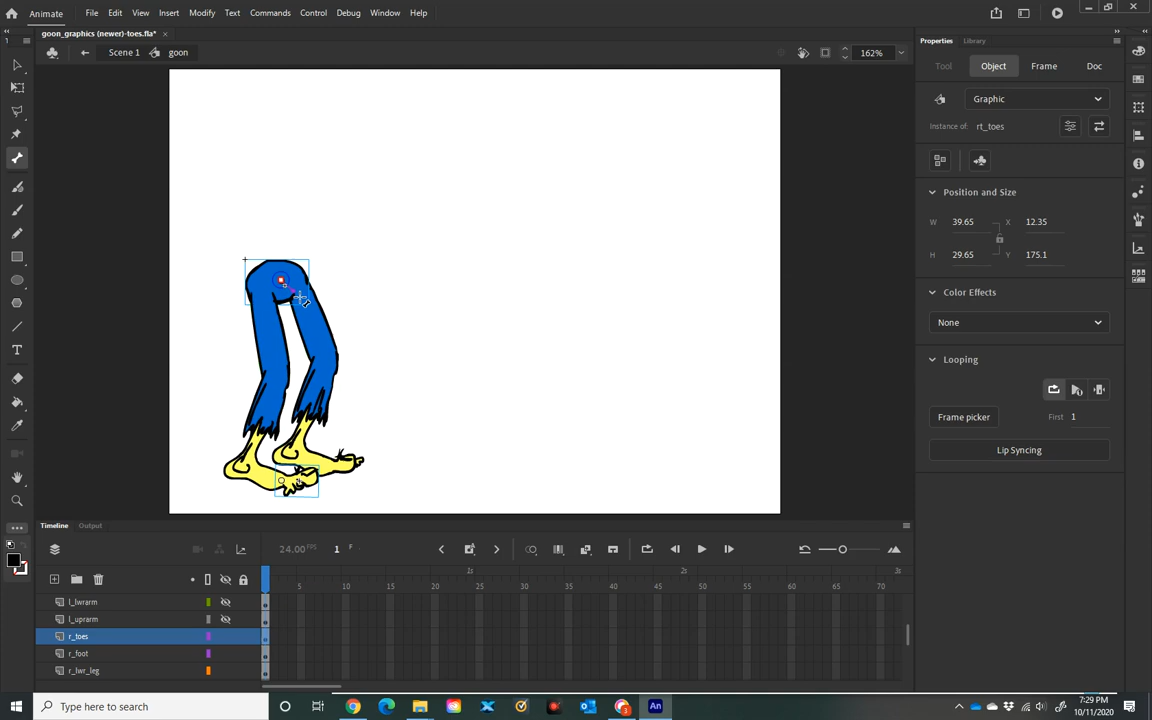 Animate File Edit View Insert Modify Text Commands Control Debug Window Help
goon_graphics (newer)-toes.fla*
Scene 1 goon 162%
Properties Library
Tool Object Frame Doc
Graphic
Instance of: rt_toes
Position and Size
W 39.65 X 12.35
H 29.65 Y 175.1
Color Effects
None
Looping
Frame picker First 1
Lip Syncing
Timeline Output
24.00 FPS 1 F
1s 2s 3s
5 10 15 20 25 30 35 40 45 50 55 60 65 70
l_lwrarm
l_uprarm
r_toes
r_foot
r_lwr_leg
Type here to search
An
7:29 PM
10/11/2020